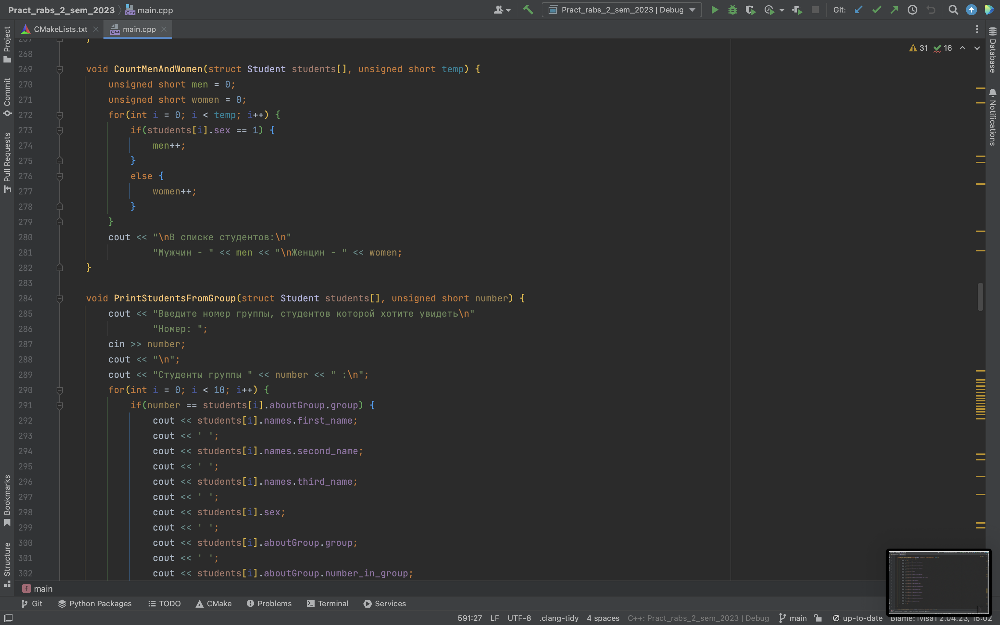 Pract_rabs_2_sem_2023 main.cpp
Pract_rabs_2_sem_2023 | Debug
Git:
CMakeLists.txt main.cpp
31 16
Project
Commit
Pull Requests
Bookmarks
Structure
Database
Notifications
267 }
268
269 void CountMenAndWomen(struct Student students[], unsigned short temp) {
270 unsigned short men = 0;
271 unsigned short women = 0;
272 for(int i = 0; i < temp; i++) {
273 if(students[i].sex == 1) {
274 men++;
275 }
276 else {
277 women++;
278 }
279 }
280 cout << "\nВ списке студентов:\n"
281 "Мужчин - " << men << "\nЖенщин - " << women;
282 }
283
284 void PrintStudentsFromGroup(struct Student students[], unsigned short number) {
285 cout << "Введите номер группы, студентов которой хотите увидеть\n"
286 "Номер: ";
287 cin >> number;
288 cout << "\n";
289 cout << "Студенты группы " << number << " :\n";
290 for(int i = 0; i < 10; i++) {
291 if(number == students[i].aboutGroup.group) {
292 cout << students[i].names.first_name;
293 cout << ' ';
294 cout << students[i].names.second_name;
295 cout << ' ';
296 cout << students[i].names.third_name;
297 cout << ' ';
298 cout << students[i].sex;
299 cout << ' ';
300 cout << students[i].aboutGroup.group;
301 cout << ' ';
302 cout << students[i].aboutGroup.number_in_group;
f main
Git Python Packages TODO CMake Problems Terminal Services
591:27 LF UTF-8 .clang-tidy 4 spaces C++: Pract_rabs_2_sem_2023 | Debug main up-to-date Blame: 2.04.23, 15:02